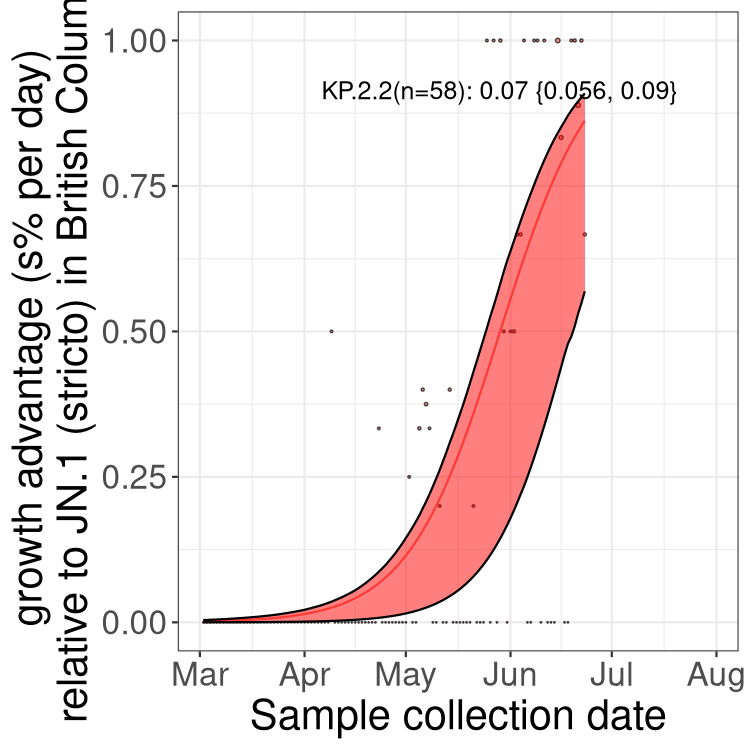 growth advantage (s% per day)
relative to JN.1 (stricto) in British Colum
1.00
0.75
0.50
0.25
0.00
KP.2.2(n=58): 0.07 {0.056, 0.09}
Mar Apr May Jun Jul Aug
Sample collection date